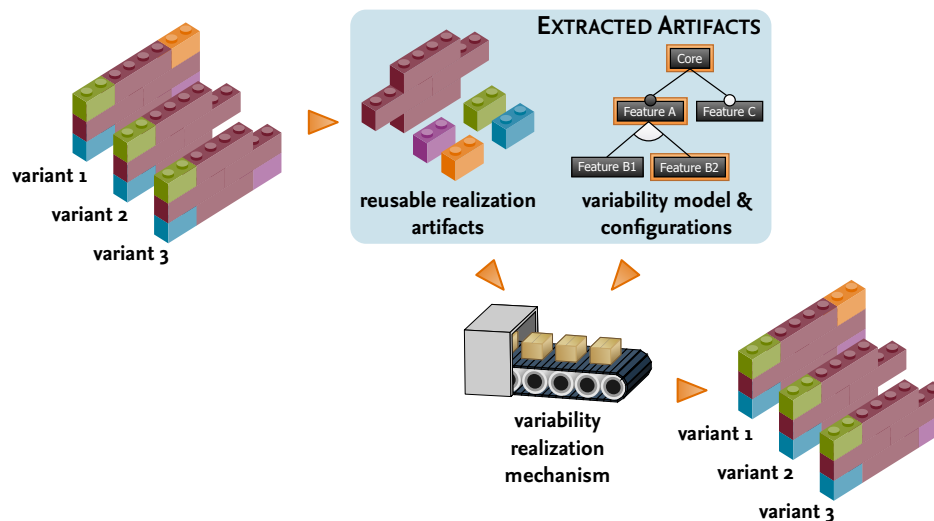 EXTRACTED ARTIFACTS
Core
Feature A
Feature C
Feature B1
Feature B2
variant 1
variant 2
variant 3
reusable realization
artifacts
variability model &
configurations
variability
realization
mechanism
variant 1
variant 2
variant 3